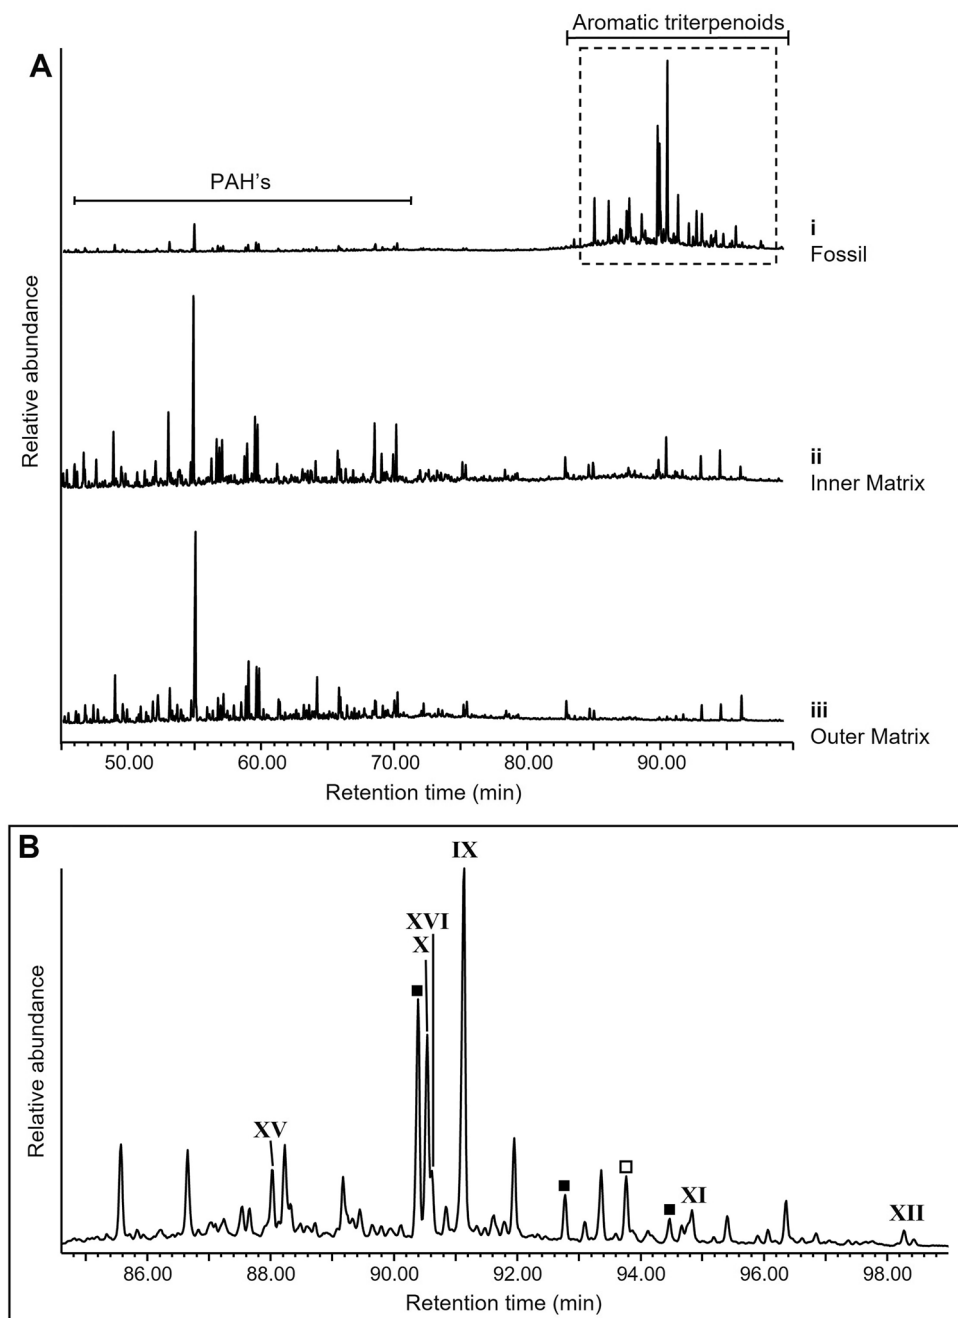 Aromatic triterpenoids
A
PAH's
i
Fossil
Relative abundance
ii
Inner Matrix
iii
Outer Matrix
50.00 60.00 70.00 80.00 90.00
Retention time (min)
B
IX
XVI
X
XV
XI
XII
Relative abundance
86.00 88.00 90.00 92.00 94.00 96.00 98.00
Retention time (min)